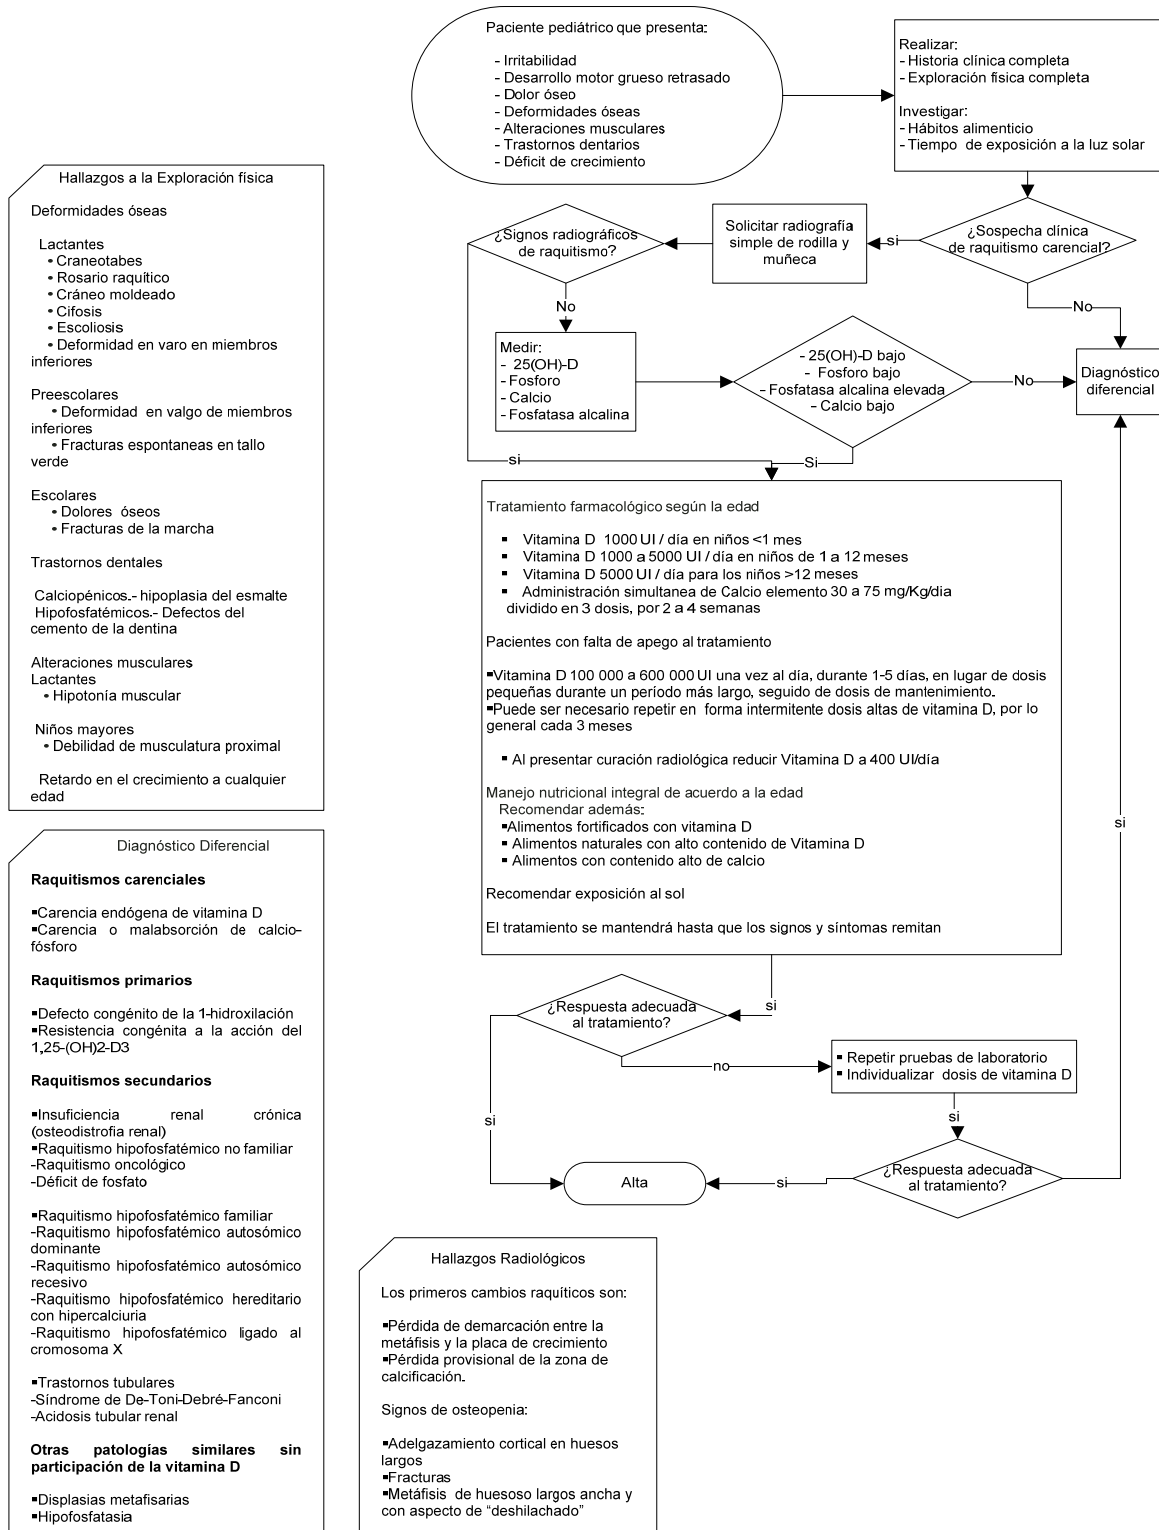 Paciente pediátrico que presenta:
- Irritabilidad
- Desarrollo motor grueso retrasado
- Dolor óseo
- Deformidades óseas
- Alteraciones musculares
- Trastornos dentarios
- Déficit de crecimiento
Realizar:
- Historia clínica completa
- Exploración física completa
Investigar:
- Hábitos alimenticio
- Tiempo de exposición a la luz solar
¿Sospecha clínica
de raquitismo carencial?
si
No
Solicitar radiografía
simple de rodilla y
muñeca
¿Signos radiográficos
de raquitismo?
No
si
Medir:
- 25(OH)-D
- Fosforo
- Calcio
- Fosfatasa alcalina
- 25(OH)-D bajo
- Fosforo bajo
- Fosfatasa alcalina elevada
- Calcio bajo
No
Si
Diagnóstico
diferencial
Tratamiento farmacológico según la edad
▪ Vitamina D 1000 UI / día en niños <1 mes
▪ Vitamina D 1000 a 5000 UI / día en niños de 1 a 12 meses
▪ Vitamina D 5000 UI / día para los niños >12 meses
▪ Administración simultanea de Calcio elemento 30 a 75 mg/Kg/dia
dividido en 3 dosis, por 2 a 4 semanas
Pacientes con falta de apego al tratamiento
▪Vitamina D 100 000 a 600 000 UI una vez al día, durante 1-5 días, en lugar de dosis
pequeñas durante un período más largo, seguido de dosis de mantenimiento.
▪Puede ser necesario repetir en forma intermitente dosis altas de vitamina D, por lo
general cada 3 meses
▪ Al presentar curación radiológica reducir Vitamina D a 400 UI/día
Manejo nutricional integral de acuerdo a la edad
Recomendar además:
▪Alimentos fortificados con vitamina D
▪ Alimentos naturales con alto contenido de Vitamina D
▪ Alimentos con contenido alto de calcio
Recomendar exposición al sol
El tratamiento se mantendrá hasta que los signos y síntomas remitan
si
¿Respuesta adecuada
al tratamiento?
si
no
▪ Repetir pruebas de laboratorio
▪ Individualizar dosis de vitamina D
si
¿Respuesta adecuada
al tratamiento?
si
si
Alta
Hallazgos a la Exploración física
Deformidades óseas
Lactantes
• Craneotabes
• Rosario raquítico
• Cráneo moldeado
• Cifosis
• Escoliosis
• Deformidad en varo en miembros
inferiores
Preescolares
• Deformidad en valgo de miembros
inferiores
• Fracturas espontaneas en tallo
verde
Escolares
• Dolores óseos
• Fracturas de la marcha
Trastornos dentales
Calciopénicos.- hipoplasia del esmalte
Hipofosfatémicos.- Defectos del
cemento de la dentina
Alteraciones musculares
Lactantes
• Hipotonía muscular
Niños mayores
• Debilidad de musculatura proximal
Retardo en el crecimiento a cualquier
edad
Diagnóstico Diferencial
Raquitismos carenciales
▪Carencia endógena de vitamina D
▪Carencia o malabsorción de calcio-
fósforo
Raquitismos primarios
▪Defecto congénito de la 1-hidroxilación
▪Resistencia congénita a la acción del
1,25-(OH)2-D3
Raquitismos secundarios
▪Insuficiencia renal crónica
(osteodistrofia renal)
▪Raquitismo hipofosfatémico no familiar
-Raquitismo oncológico
-Déficit de fosfato
▪Raquitismo hipofosfatémico familiar
-Raquitismo hipofosfatémico autosómico
dominante
-Raquitismo hipofosfatémico autosómico
recesivo
-Raquitismo hipofosfatémico hereditario
con hipercalciuria
-Raquitismo hipofosfatémico ligado al
cromosoma X
▪Trastornos tubulares
-Síndrome de De-Toni-Debré-Fanconi
-Acidosis tubular renal
Otras patologías similares sin
participación de la vitamina D
▪Displasias metafisarias
▪Hipofosfatasia
Hallazgos Radiológicos
Los primeros cambios raquíticos son:
▪Pérdida de demarcación entre la
metáfisis y la placa de crecimiento
▪Pérdida provisional de la zona de
calcificación.
Signos de osteopenia:
▪Adelgazamiento cortical en huesos
largos
▪Fracturas
▪Metáfisis de huesoso largos ancha y
con aspecto de “deshilachado”